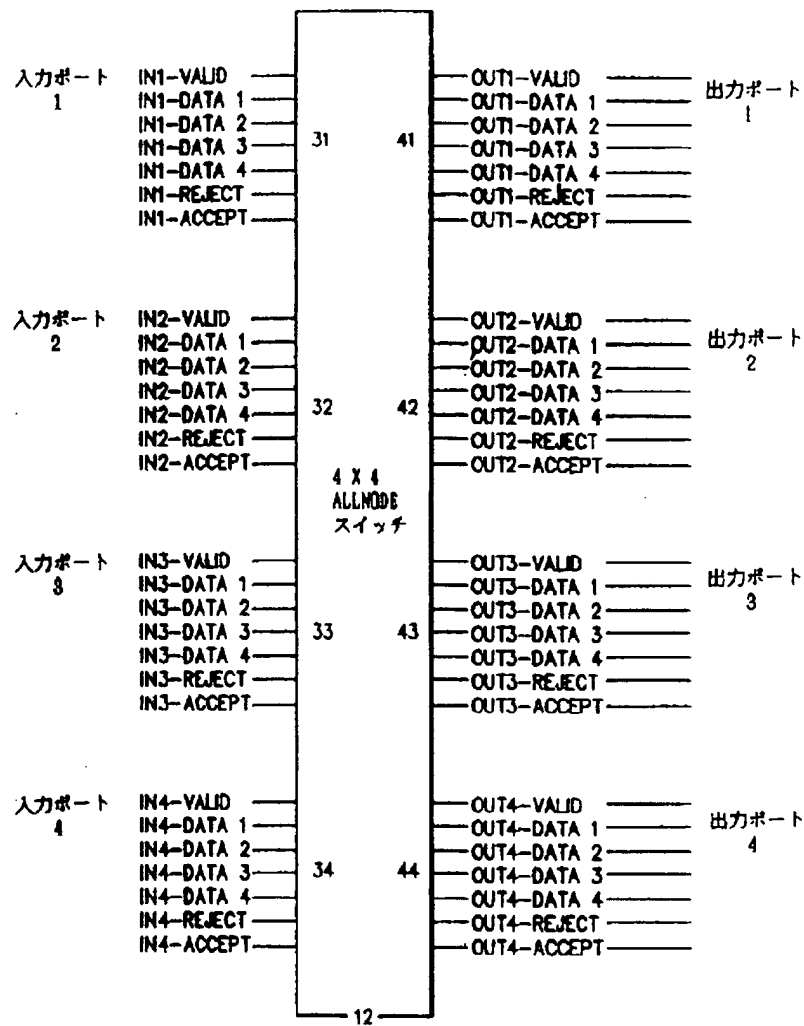 入力ポート
1
IN1-VALID
IN1-DATA 1
IN1-DATA 2
IN1-DATA 3
IN1-DATA 4
IN1-REJECT
IN1-ACCEPT
31
41
OUT1-VALID
OUT1-DATA 1
OUT1-DATA 2
OUT1-DATA 3
OUT1-DATA 4
OUT1-REJECT
OUT1-ACCEPT
出力ポート
1
入力ポート
2
IN2-VALID
IN2-DATA 1
IN2-DATA 2
IN2-DATA 3
IN2-DATA 4
IN2-REJECT
IN2-ACCEPT
32
42
OUT2-VALID
OUT2-DATA 1
OUT2-DATA 2
OUT2-DATA 3
OUT2-DATA 4
OUT2-REJECT
OUT2-ACCEPT
出力ポート
2
4 X 4
ALLNODE
スイッチ
入力ポート
3
IN3-VALID
IN3-DATA 1
IN3-DATA 2
IN3-DATA 3
IN3-DATA 4
IN3-REJECT
IN3-ACCEPT
33
43
OUT3-VALID
OUT3-DATA 1
OUT3-DATA 2
OUT3-DATA 3
OUT3-DATA 4
OUT3-REJECT
OUT3-ACCEPT
出力ポート
3
入力ポート
4
IN4-VALID
IN4-DATA 1
IN4-DATA 2
IN4-DATA 3
IN4-DATA 4
IN4-REJECT
IN4-ACCEPT
34
44
OUT4-VALID
OUT4-DATA 1
OUT4-DATA 2
OUT4-DATA 3
OUT4-DATA 4
OUT4-REJECT
OUT4-ACCEPT
出力ポート
4
12